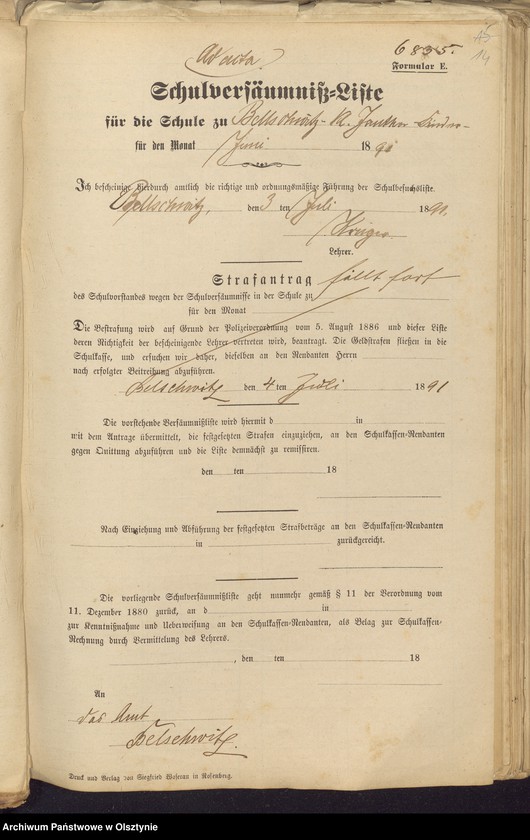 Ad acta.
6835.
14
Formular E.
Schulversäumniß-Liste
für die Schule zu Bellschwitz - Kl.
für den Monat Juni 1891
Ich bescheinige hierdurch amtlich die richtige und ordnungsmäßige Führung der Schulbesuchsliste.
Bellschwitz, den 3 ten Juli 1891.
Krüger
Lehrer.
Strafantrag fällt fort
des Schulvorstandes wegen der Schulversäumnisse in der Schule zu
für den Monat
Die Bestrafung wird auf Grund der Polizeiverordnung vom 5. August 1886 und dieser Liste
deren Richtigkeit der bescheinigende Lehrer vertreten wird, beantragt. Die Geldstrafen fließen in die
Schulkasse, und ersuchen wir daher, dieselben an den Rendanten Herrn
nach erfolgter Beitreibung abzuführen.
Belschwitz den 4 ten Juli 1891
Die vorstehende Versäumnißliste wird hiermit d in
mit dem Antrage übermittelt, die festgesetzten Strafen einzuziehen, an den Schulkassen-Rendanten
gegen Quittung abzuführen und die Liste demnächst zu remittiren.
den ten 18
Nach Einziehung und Abführung der festgesetzten Strafbeträge an den Schulkassen-Rendanten
in zurückgereicht.
Die vorliegende Schulversäumnißliste geht nunmehr gemäß § 11 der Verordnung vom
11. Dezember 1880 zurück, an d in
zur Kenntnißnahme und Ueberweisung an den Schulkassen-Rendanten, als Belag zur Schulkassen-
Rechnung durch Vermittelung des Lehrers.
, den ten 18
An
das Amt
Belschwitz.
Druck und Verlag von Siegfried Woserau in Rosenberg.
Archiwum Państwowe w Olsztynie